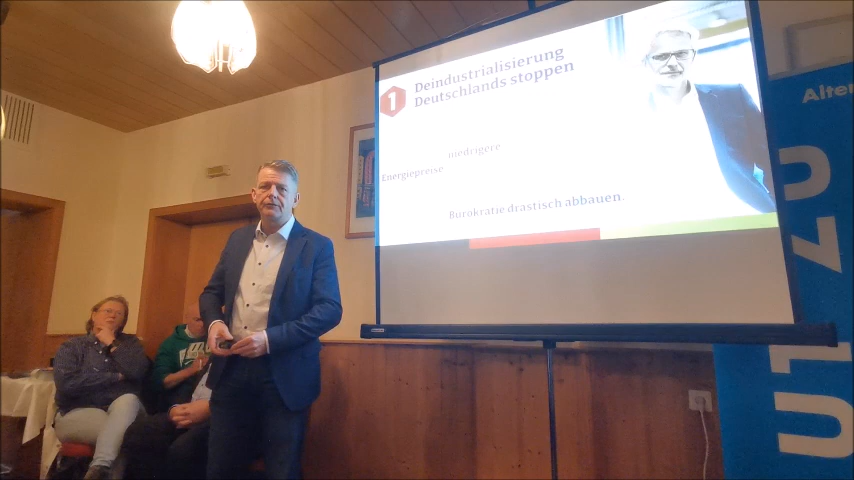 1
Deindustrialisierung
Deutschlands stoppen
niedrigere
Energiepreise
Bürokratie drastisch abbauen.
Alter